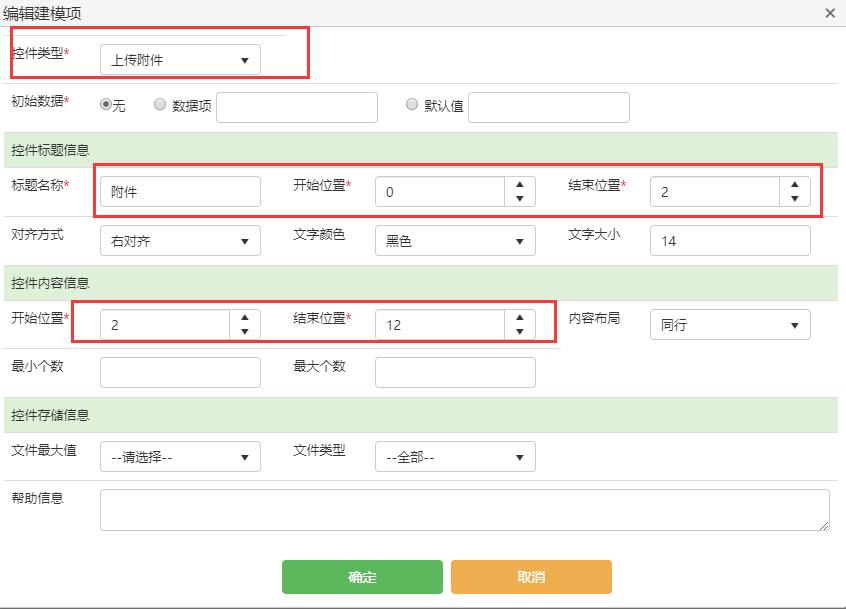 编辑建模项 ×
控件类型* 上传附件
初始数据* 无 数据项 默认值
控件标题信息
标题名称* 附件 开始位置* 0 结束位置* 2
对齐方式 右对齐 文字颜色 黑色 文字大小 14
控件内容信息
开始位置* 2 结束位置* 12 内容布局 同行
最小个数 最大个数
控件存储信息
文件最大值 --请选择-- 文件类型 --全部--
帮助信息
确定 取消